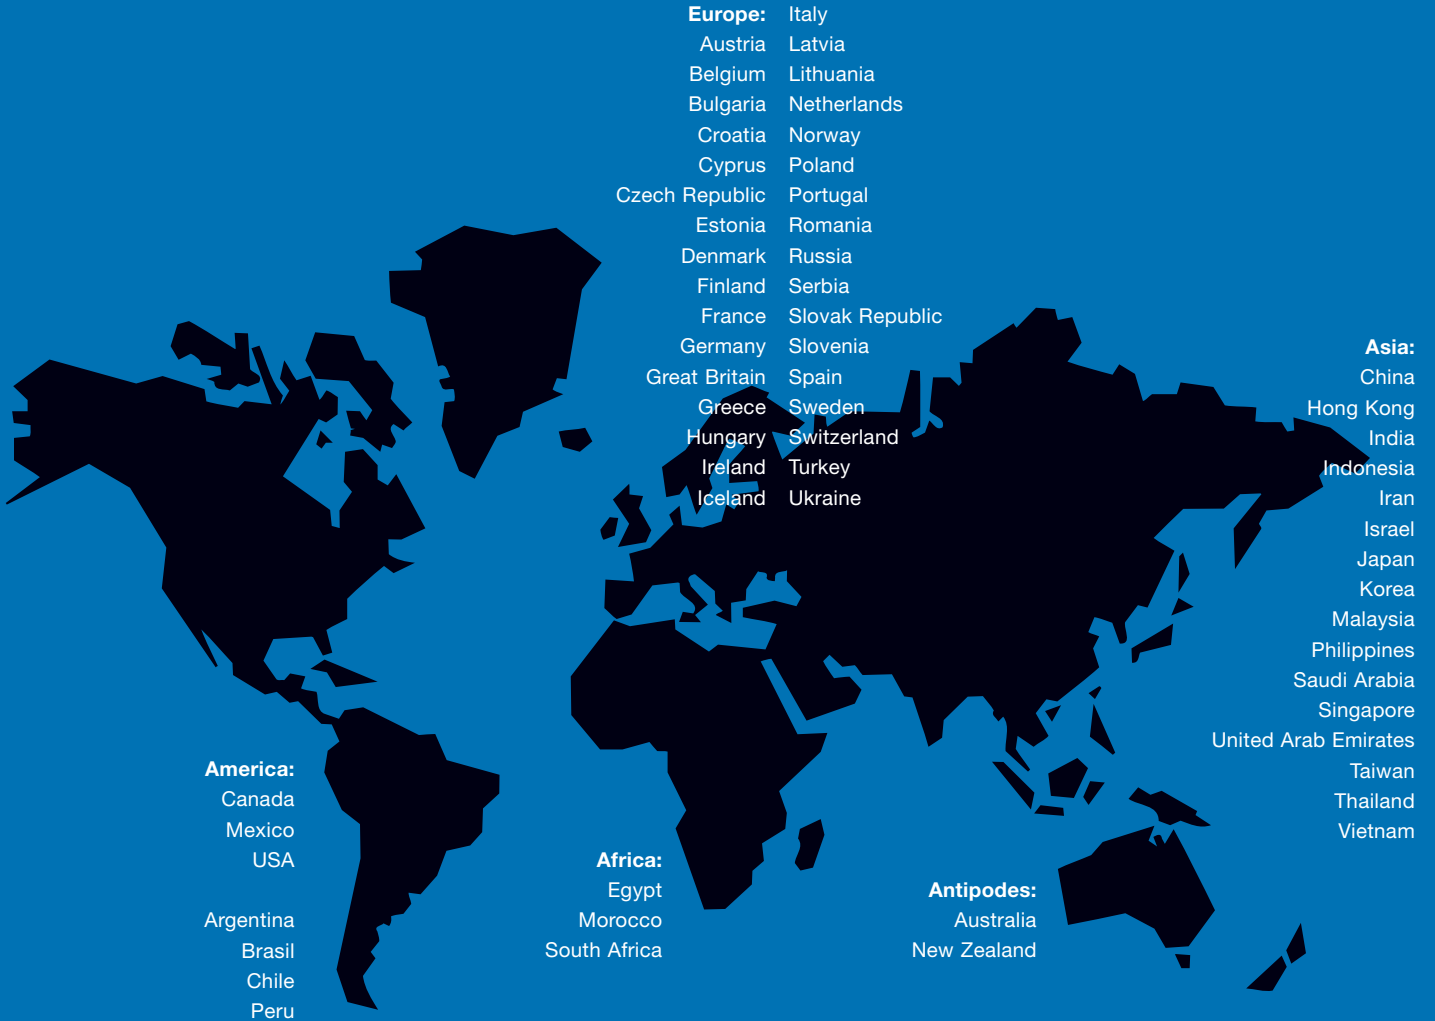 Europe:
Austria
Belgium
Bulgaria
Croatia
Cyprus
Czech Republic
Estonia
Denmark
Finland
France
Germany
Great Britain
Greece
Hungary
Ireland
Iceland
Italy
Latvia
Lithuania
Netherlands
Norway
Poland
Portugal
Romania
Russia
Serbia
Slovak Republic
Slovenia
Spain
Sweden
Switzerland
Turkey
Ukraine
Asia:
China
Hong Kong
India
Indonesia
Iran
Israel
Japan
Korea
Malaysia
Philippines
Saudi Arabia
Singapore
United Arab Emirates
Taiwan
Thailand
Vietnam
America:
Canada
Mexico
USA
Argentina
Brasil
Chile
Peru
Africa:
Egypt
Morocco
South Africa
Antipodes:
Australia
New Zealand